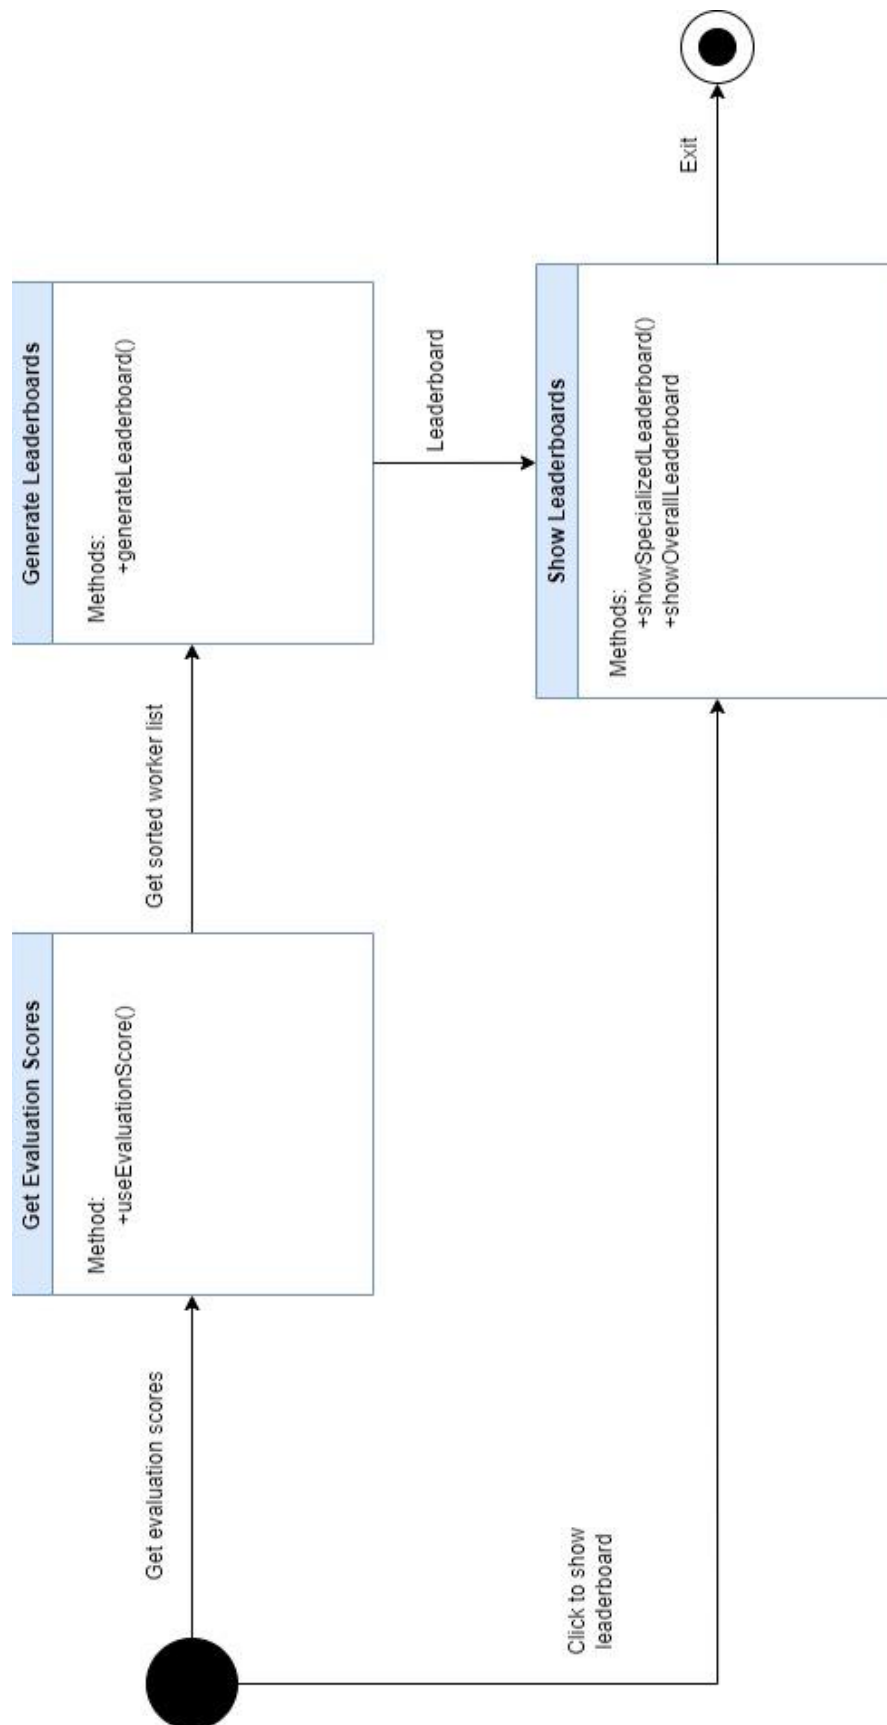 Get evaluation scores
Get Evaluation Scores
Method:
+useEvaluationScore()
Get sorted worker list
Generate Leaderboards
Methods:
+generateLeaderboard()
Leaderboard
Click to show
leaderboard
Show Leaderboards
Methods:
+showSpecializedLeaderboard()
+showOverallLeaderboard
Exit